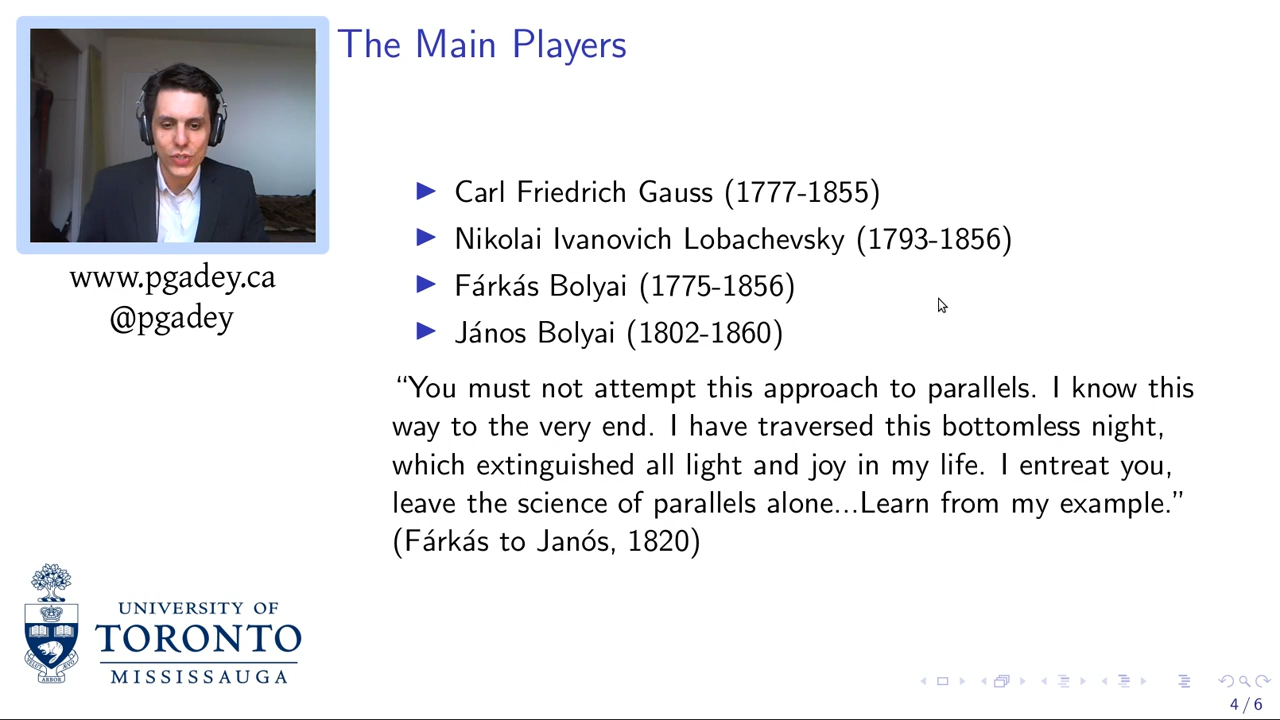 The Main Players
Carl Friedrich Gauss (1777-1855)
Nikolai Ivanovich Lobachevsky (1793-1856)
Fárkás Bolyai (1775-1856)
János Bolyai (1802-1860)
“You must not attempt this approach to parallels. I know this
way to the very end. I have traversed this bottomless night,
which extinguished all light and joy in my life. I entreat you,
leave the science of parallels alone...Learn from my example.”
(Fárkás to Janós, 1820)
www.pgadey.ca
@pgadey
UNIVERSITY OF
TORONTO
MISSISSAUGA
4 / 6